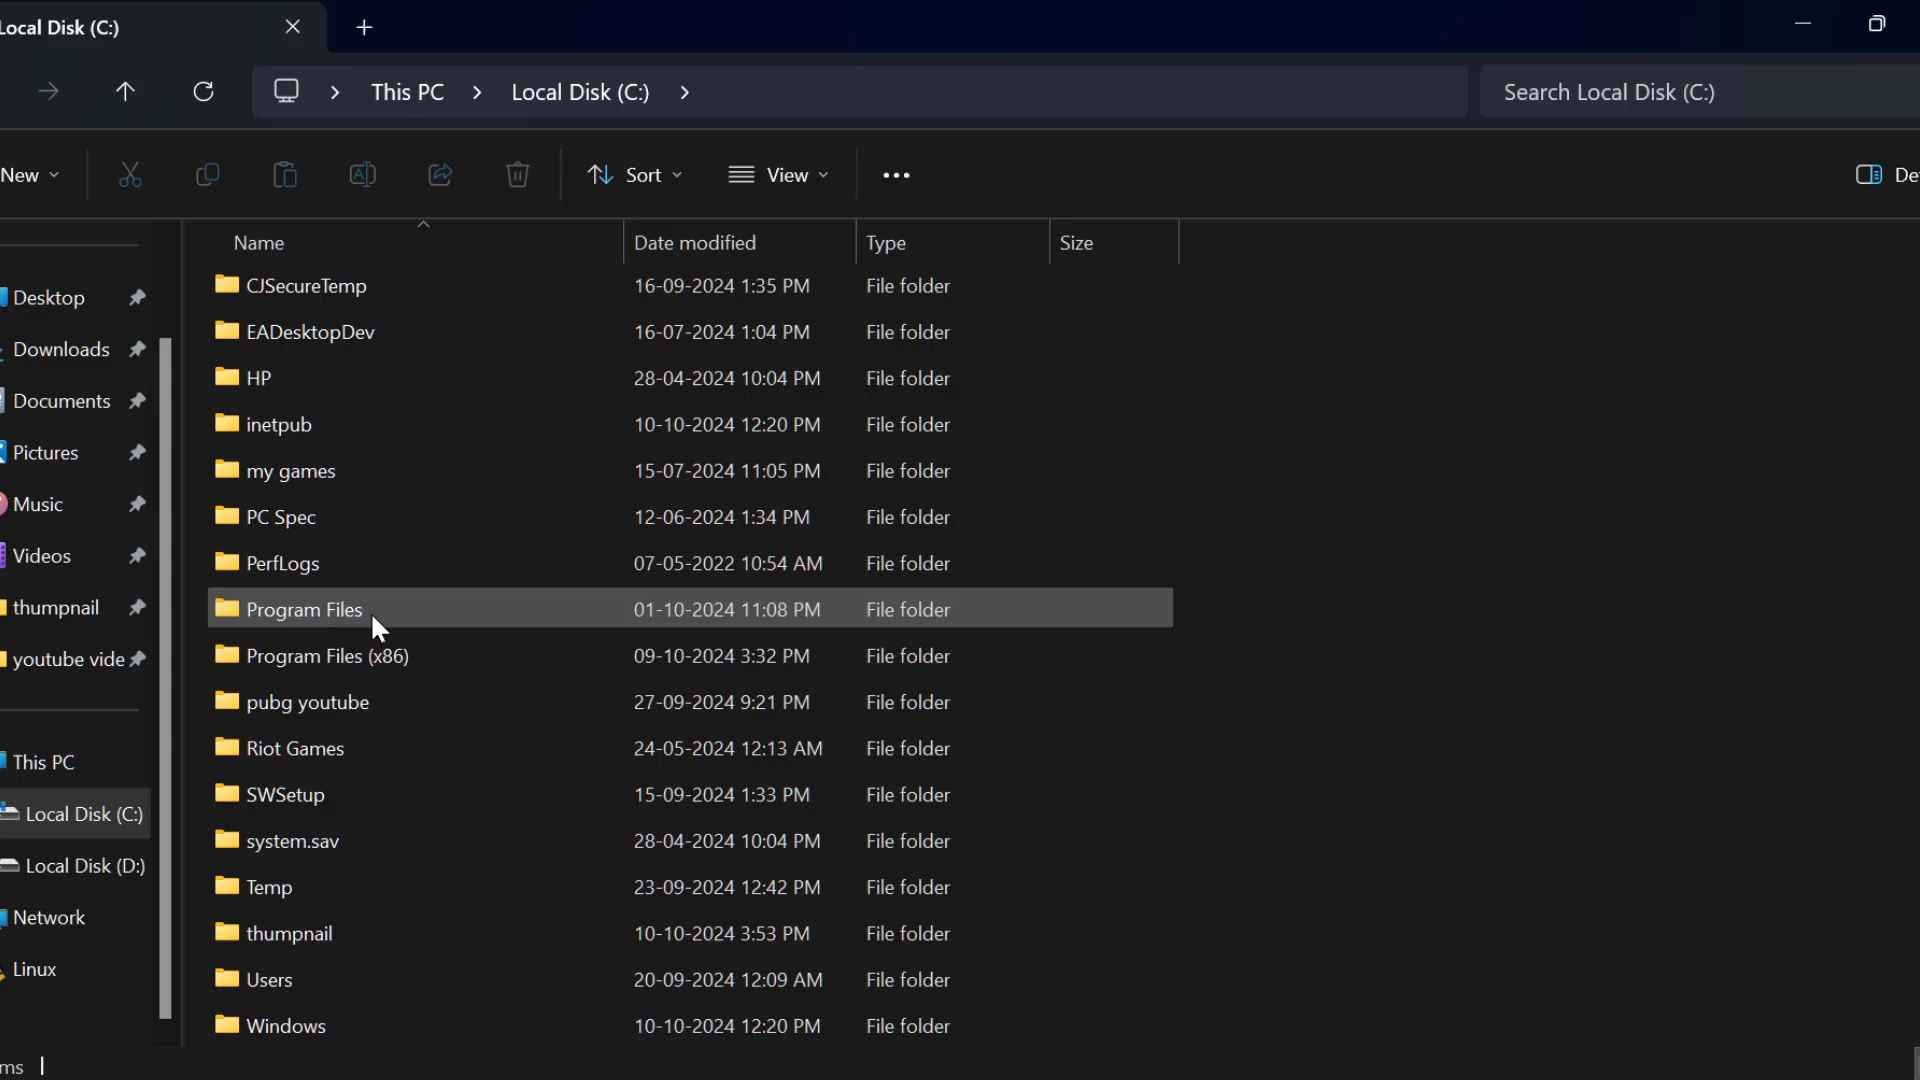 Local Disk (C:)
This PC
Local Disk (C:)
Search Local Disk (C:)
New
Sort
View
Name
Date modified
Type
Size
Desktop
Downloads
Documents
Pictures
Music
Videos
thumpnail
youtube vide
This PC
Local Disk (C:)
Local Disk (D:)
Network
Linux
CJSecureTemp 16-09-2024 1:35 PM File folder
EADesktopDev 16-07-2024 1:04 PM File folder
HP 28-04-2024 10:04 PM File folder
inetpub 10-10-2024 12:20 PM File folder
my games 15-07-2024 11:05 PM File folder
PC Spec 12-06-2024 1:34 PM File folder
PerfLogs 07-05-2022 10:54 AM File folder
Program Files 01-10-2024 11:08 PM File folder
Program Files (x86) 09-10-2024 3:32 PM File folder
pubg youtube 27-09-2024 9:21 PM File folder
Riot Games 24-05-2024 12:13 AM File folder
SWSetup 15-09-2024 1:33 PM File folder
system.sav 28-04-2024 10:04 PM File folder
Temp 23-09-2024 12:42 PM File folder
thumpnail 10-10-2024 3:53 PM File folder
Users 20-09-2024 12:09 AM File folder
Windows 10-10-2024 12:20 PM File folder